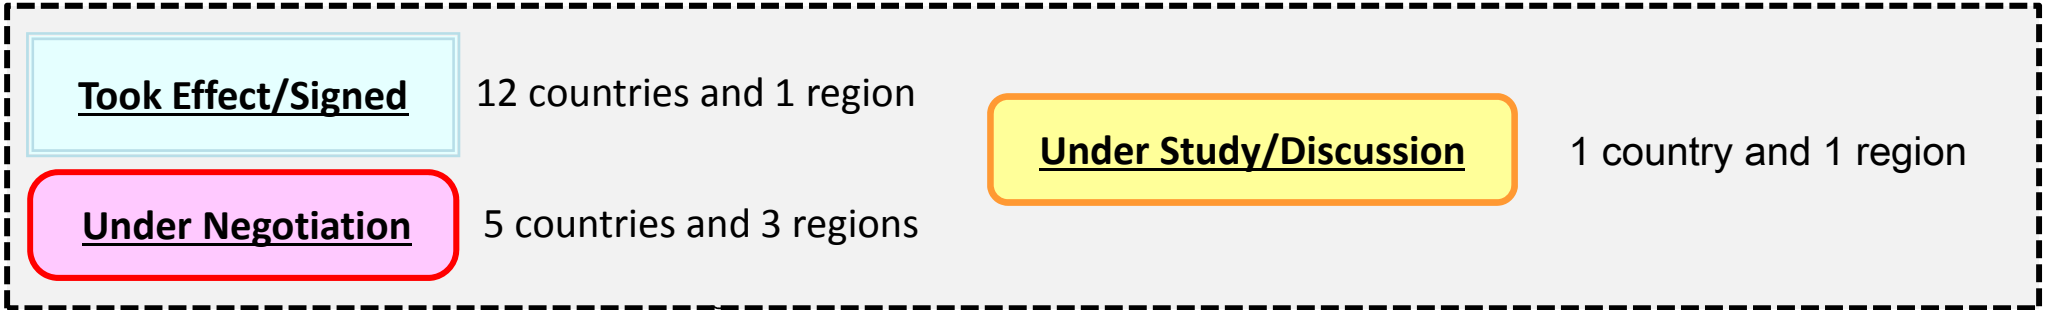 Took Effect/Signed 12 countries and 1 region
Under Negotiation 5 countries and 3 regions
Under Study/Discussion 1 country and 1 region